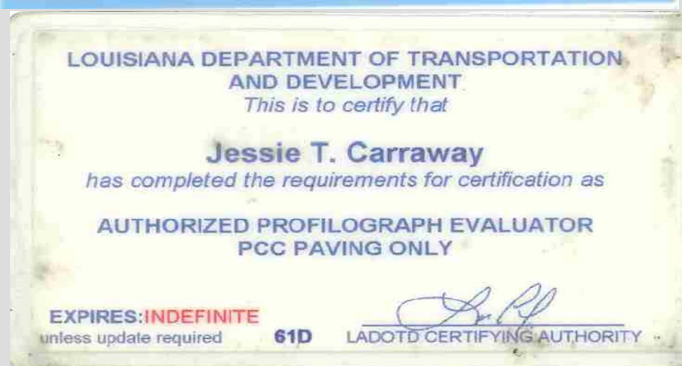 LOUISIANA DEPARTMENT OF TRANSPORTATION
AND DEVELOPMENT
This is to certify that
Jessie T. Carraway
has completed the requirements for certification as
AUTHORIZED PROFILOGRAPH EVALUATOR
PCC PAVING ONLY
EXPIRES:INDEFINITE
unless update required 61D LADOTD CERTIFYING AUTHORITY